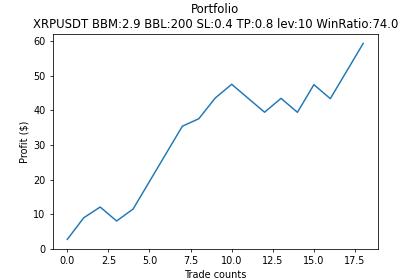 Portfolio
XRPUSDT BBM:2.9 BBL:200 SL:0.4 TP:0.8 lev:10 WinRatio:74.0
60
50
40
30
20
10
0
Profit ($)
0.0 2.5 5.0 7.5 10.0 12.5 15.0 17.5
Trade counts